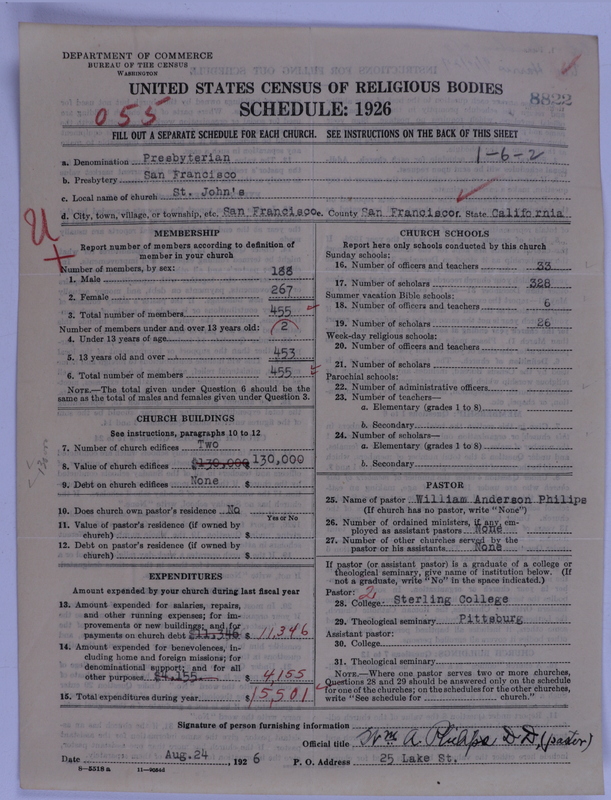 DEPARTMENT OF COMMERCE
BUREAU OF THE CENSUS
WASHINGTON
UNITED STATES CENSUS OF RELIGIOUS BODIES
SCHEDULE: 1926
8822
055
FILL OUT A SEPARATE SCHEDULE FOR EACH CHURCH. SEE INSTRUCTIONS ON THE BACK OF THIS SHEET
1-6-2
a. Denomination Presbyterian
b. Presbytery San Francisco
c. Local name of church St. John's
d. City, town, village, or township, etc. San Francisco e. County San Francisco f. State California
U
MEMBERSHIP
Report number of members according to definition of
member in your church
Number of members, by sex:
1. Male 188
2. Female 267
3. Total number of members 455
Number of members under and over 13 years old:
4. Under 13 years of age 2
5. 13 years old and over 453
6. Total number of members 455
NOTE.—The total given under Question 6 should be the
same as the total of males and females given under Question 3.
CHURCH BUILDINGS
See instructions, paragraphs 10 to 12
7. Number of church edifices Two
8. Value of church edifices $130,000 130,000
9. Debt on church edifices None $
10. Does church own pastor's residence? No
Yes or No
11. Value of pastor's residence (if owned by
church) $
12. Debt on pastor's residence (if owned by
church) $
EXPENDITURES
Amount expended by your church during last fiscal year
13. Amount expended for salaries, repairs,
and other running expenses; for im-
provements or new buildings; and for
payments on church debt $11,346 $ 11,346
14. Amount expended for benevolences, in-
cluding home and foreign missions; for
denominational support; and for all
other purposes $4,155 $ 4155
15. Total expenditures during year $ 15,501
CHURCH SCHOOLS
Report here only schools conducted by this church
Sunday schools:
16. Number of officers and teachers 33
17. Number of scholars 328
Summer vacation Bible schools:
18. Number of officers and teachers 6
19. Number of scholars 26
Week-day religious schools:
20. Number of officers and teachers
21. Number of scholars
Parochial schools:
22. Number of administrative officers
23. Number of teachers—
a. Elementary (grades 1 to 8)
b. Secondary
24. Number of scholars—
a. Elementary (grades 1 to 8)
b. Secondary
PASTOR
25. Name of pastor William Anderson Philips
(If church has no pastor, write "None")
26. Number of ordained ministers, if any, em-
ployed as assistant pastors None
27. Number of other churches served by the
pastor or his assistants None
If pastor (or assistant pastor) is a graduate of a college or
theological seminary, give name of institution below. (If
not a graduate, write "No" in the space indicated.)
Pastor: 2
28. College Sterling College
29. Theological seminary Pittsburg
Assistant pastor:
30. College
31. Theological seminary
NOTE.—Where one pastor serves two or more churches,
Questions 28 and 29 should be answered only on the schedule
for one of the churches; on the schedules for the other churches,
write "See schedule for church."
Signature of person furnishing information
Official title Wm. A. Philips D.D, (pastor)
Date Aug.24, 1926 P. O. Address 25 Lake St.
8-5518 a